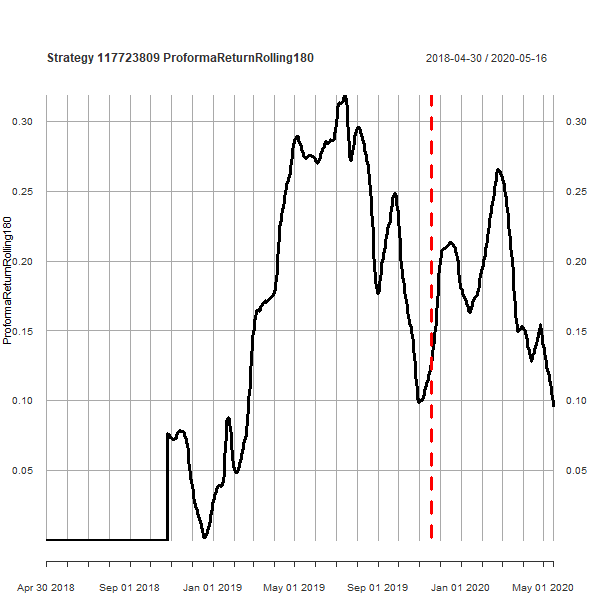 Strategy 117723809 ProformaReturnRolling180
2018-04-30 / 2020-05-16
ProformaReturnRolling180
0.30 0.30
0.25 0.25
0.20 0.20
0.15 0.15
0.10 0.10
0.05 0.05
Apr 30 2018 Sep 01 2018 Jan 01 2019 May 01 2019 Sep 01 2019 Jan 01 2020 May 01 2020